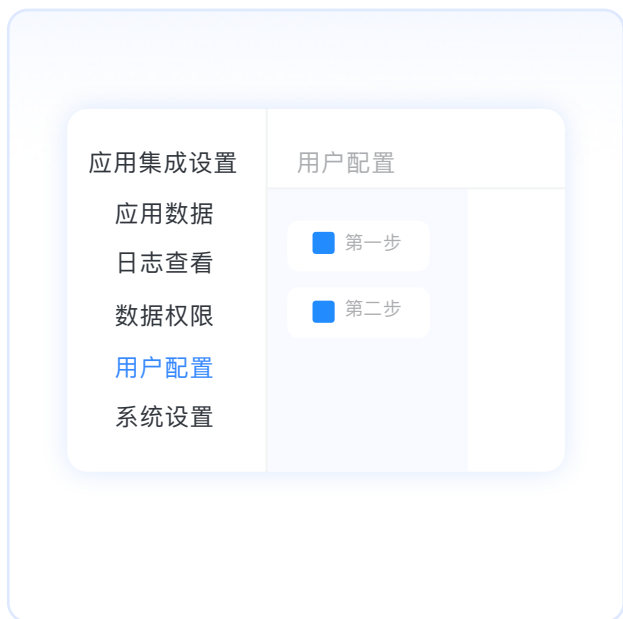 应用集成设置
应用数据
日志查看
数据权限
用户配置
系统设置
用户配置
第一步
第二步